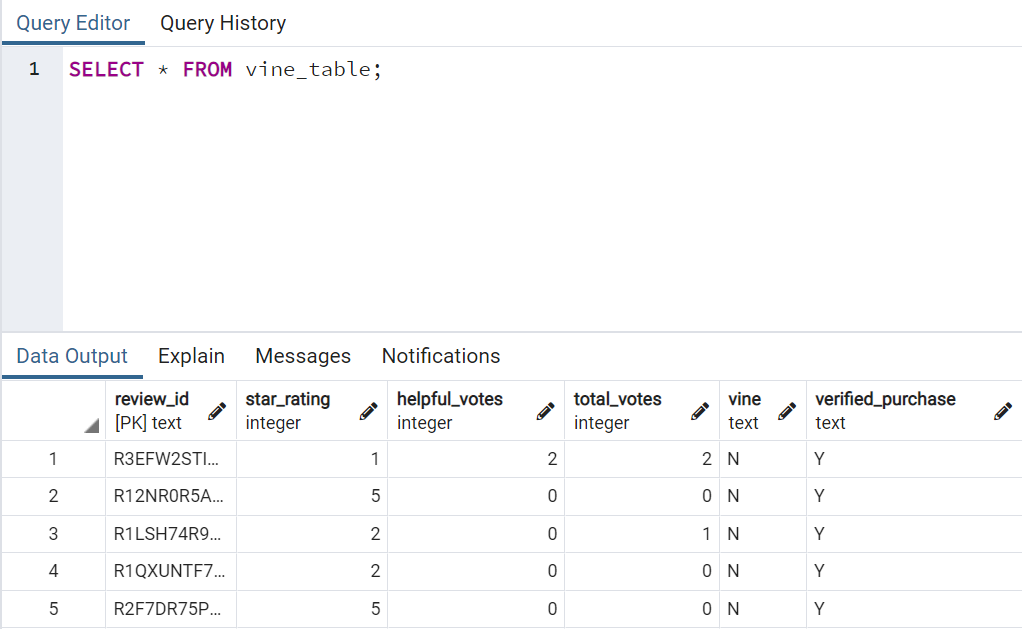 Query Editor Query History
1 SELECT * FROM vine_table;
Data Output Explain Messages Notifications
review_id star_rating helpful_votes total_votes vine verified_purchase
[PK] text integer integer integer text text
1 R3EFW2STI... 1 2 2 N Y
2 R12NR0R5A... 5 0 0 N Y
3 R1LSH74R9... 2 0 1 N Y
4 R1QXUNTF7... 2 0 0 N Y
5 R2F7DR75P... 5 0 0 N Y